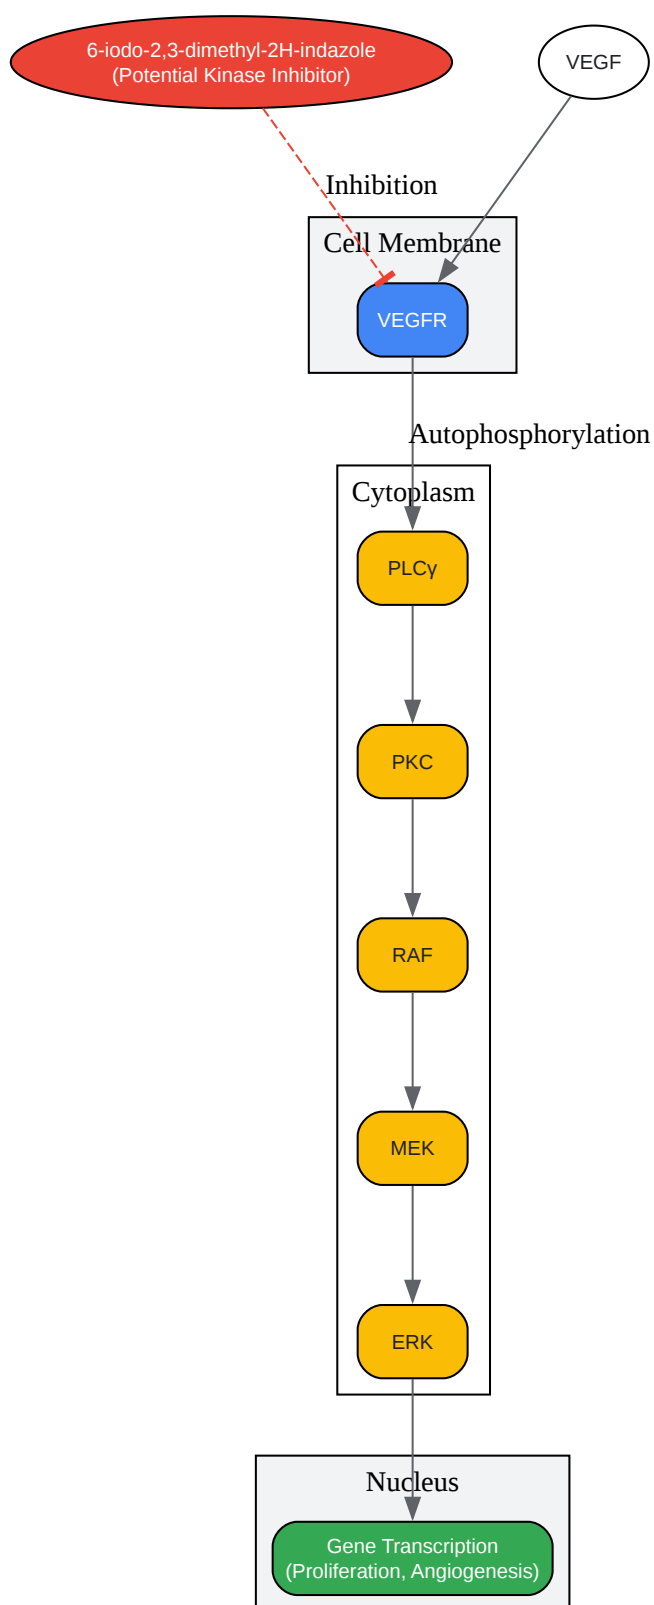 6-iodo-2,3-dimethyl-2H-indazole
(Potential Kinase Inhibitor)
VEGF
Inhibition
Cell Membrane
VEGFR
Autophosphorylation
Cytoplasm
PLCγ
PKC
RAF
MEK
ERK
Nucleus
Gene Transcription
(Proliferation, Angiogenesis)